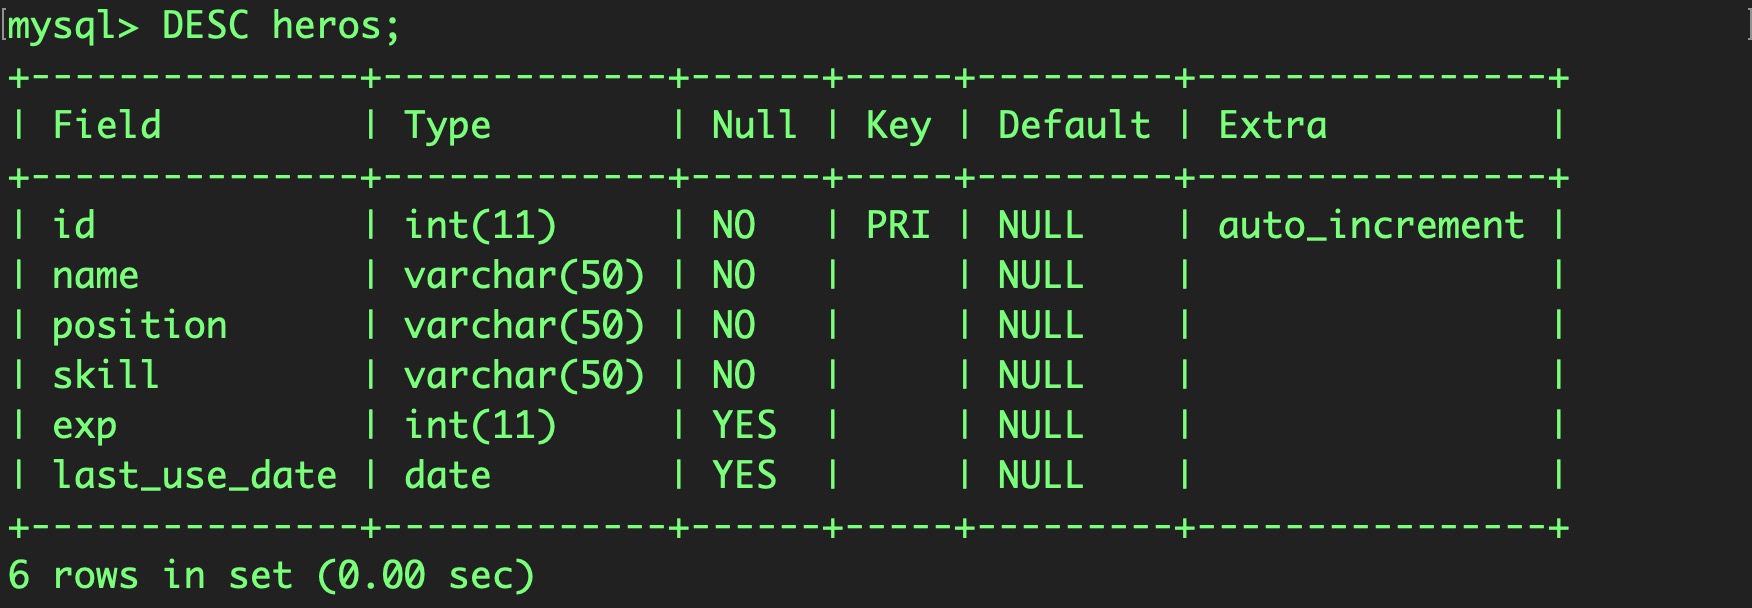 mysql> DESC heros;
+---------------+-------------+------+-----+---------+----------------+
| Field         | Type        | Null | Key | Default | Extra          |
+---------------+-------------+------+-----+---------+----------------+
| id            | int(11)     | NO   | PRI | NULL    | auto_increment |
| name          | varchar(50) | NO   |     | NULL    |                |
| position      | varchar(50) | NO   |     | NULL    |                |
| skill         | varchar(50) | NO   |     | NULL    |                |
| exp           | int(11)     | YES  |     | NULL    |                |
| last_use_date | date        | YES  |     | NULL    |                |
+---------------+-------------+------+-----+---------+----------------+
6 rows in set (0.00 sec)